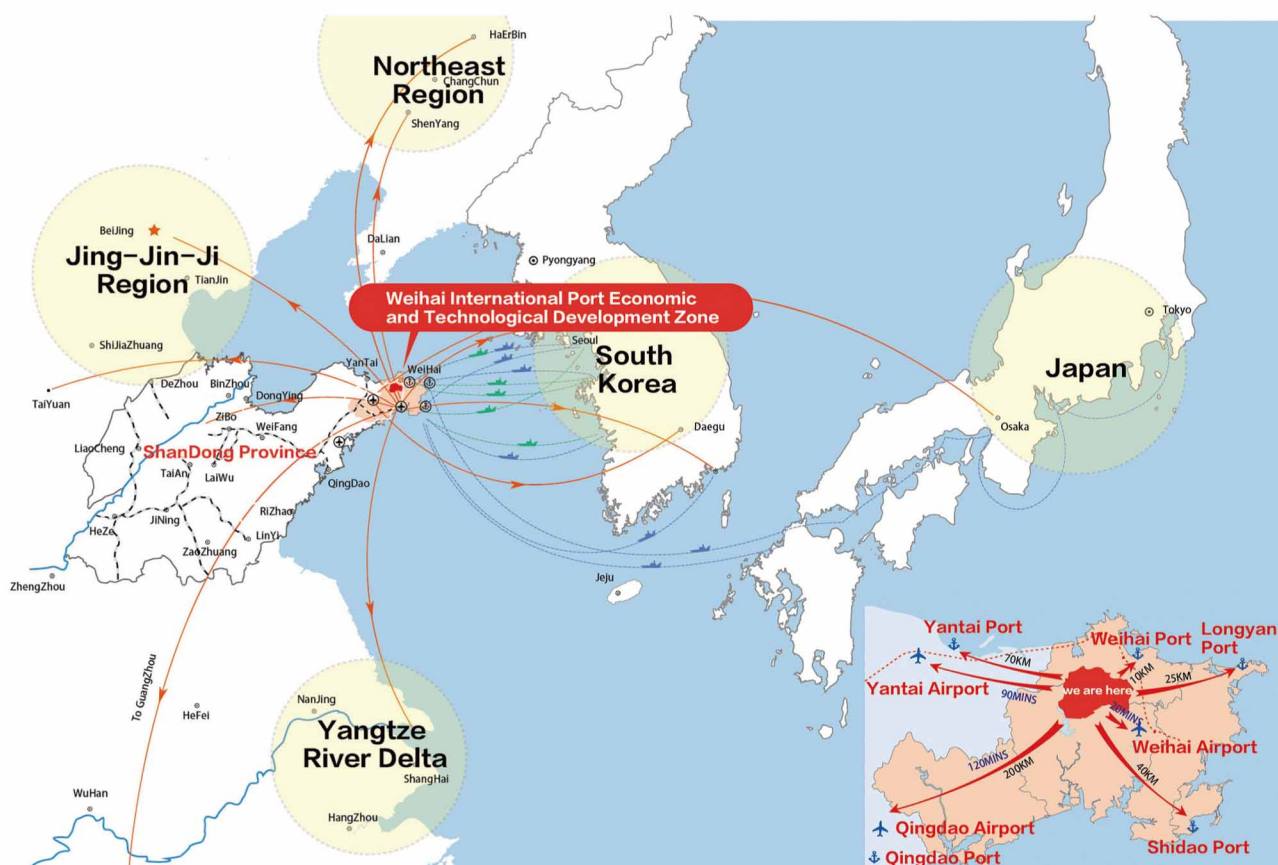 HaErBin
Northeast
Region
ChangChun
ShenYang
BeiJing
Jing-Jin-Ji
Region
TianJin
ShiJiaZhuang
DaLian
Pyongyang
Weihai International Port Economic
and Technological Development Zone
Seoul
South
Korea
Daegu
Japan
Tokyo
Osaka
TaiYuan
YanTai
WeiHai
DeZhou
BinZhou
DongYing
ZiBo
WeiFang
LiaoCheng
ShanDong Province
TaiAn
LaiWu
QingDao
JiNing
RiZhao
HeZe
LinYi
ZaoZhuang
ZhengZhou
Jeju
To GuangZhou
HeFei
NanJing
Yangtze
River Delta
ShangHai
HangZhou
WuHan
Yantai Port
Weihai Port
Longyan
Port
70KM
10KM
25KM
Yantai Airport
we are here
90MINS
20MINS
Weihai Airport
120MINS
200KM
40KM
Qingdao Airport
Qingdao Port
Shidao Port